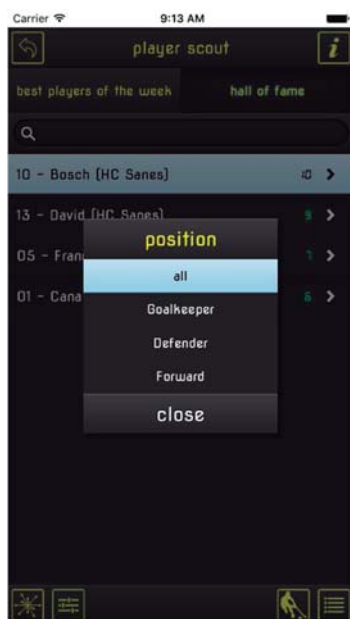 Carrier 9:13 AM
player scout i
best players of the week hall of fame
10 - Bosch (HC Sanes) 10
13 - David (HC Sanes) 9
position
05 - Fran 7
all
01 - Cana 6
Goalkeeper
Defender
Forward
close